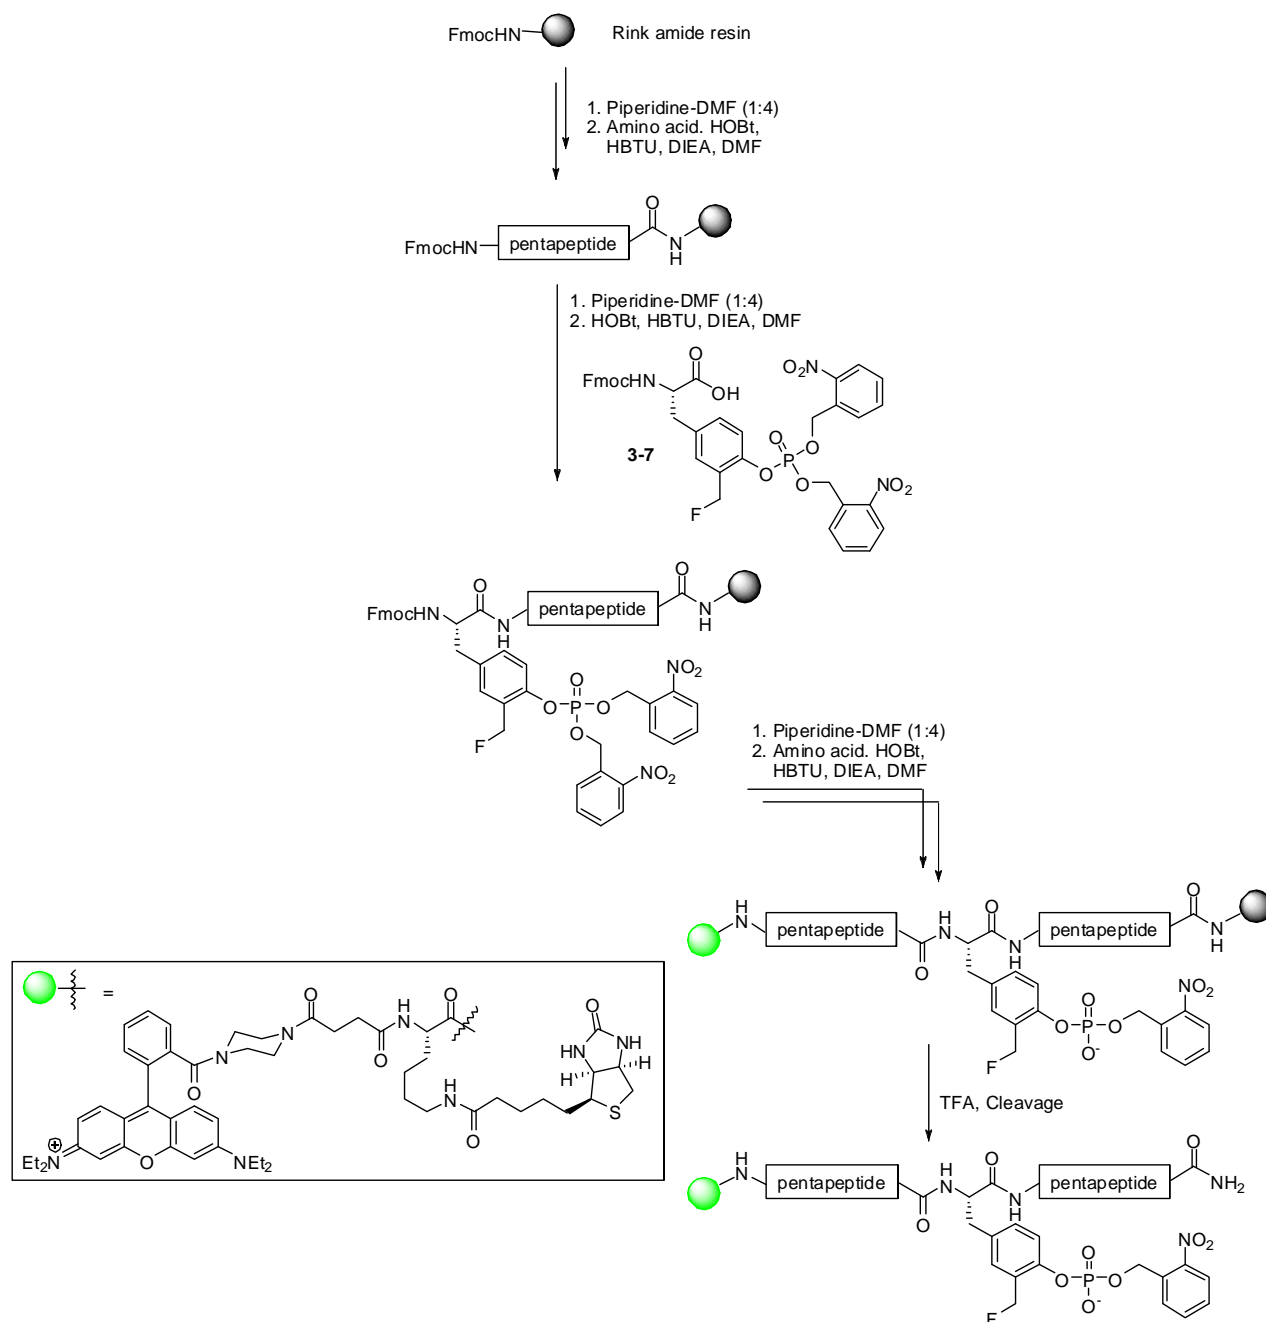 FmocHN
Rink amide resin
1. Piperidine-DMF (1:4)
2. Amino acid. HOBt,
HBTU, DIEA, DMF
O
FmocHN
pentapeptide
N
H
1. Piperidine-DMF (1:4)
2. HOBt, HBTU, DIEA, DMF
O
FmocHN
OH
O2N
3-7
O
O
P
O
O
NO2
F
O
O
FmocHN
N
H
pentapeptide
N
H
NO2
O
O
P
O
O
F
NO2
1. Piperidine-DMF (1:4)
2. Amino acid. HOBt,
HBTU, DIEA, DMF
H
N
pentapeptide
O
H
N
O
N
H
pentapeptide
O
N
H
NO2
O
O
P
O
O-
F
=
O
N
N
O
O
H
N
O
O
HN
NH
H
H
S
N
H
O
Et2N
+
O
NEt2
TFA, Cleavage
H
N
pentapeptide
O
H
N
O
N
H
pentapeptide
O
NH2
NO2
O
O
P
O
O-
F